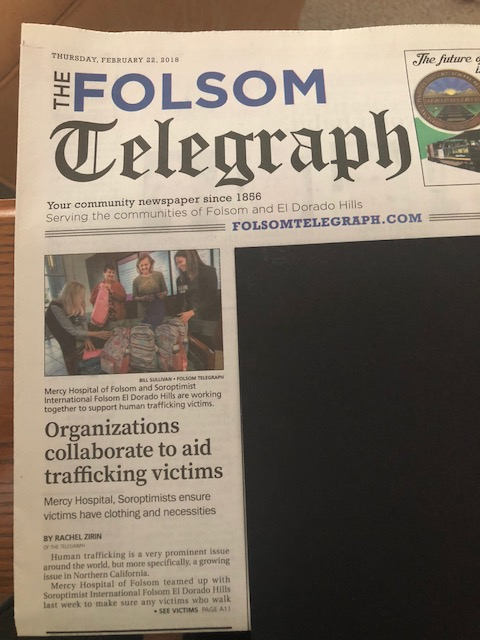 THURSDAY, FEBRUARY 22, 2018
THE FOLSOM
Telegraph
Your community newspaper since 1856
Serving the communities of Folsom and El Dorado Hills
FOLSOMTELEGRAPH.COM
The future
BILL SULLIVAN • FOLSOM TELEGRAPH
Mercy Hospital of Folsom and Soroptimist
International Folsom El Dorado Hills are working
together to support human trafficking victims.
Organizations
collaborate to aid
trafficking victims
Mercy Hospital, Soroptimists ensure
victims have clothing and necessities
BY RACHEL ZIRIN
OF THE TELEGRAPH
Human trafficking is a very prominent issue
around the world, but more specifically, a growing
issue in Northern California.
Mercy Hospital of Folsom teamed up with
Soroptimist International Folsom El Dorado Hills
last week to make sure any victims who walk
• SEE VICTIMS PAGE A11